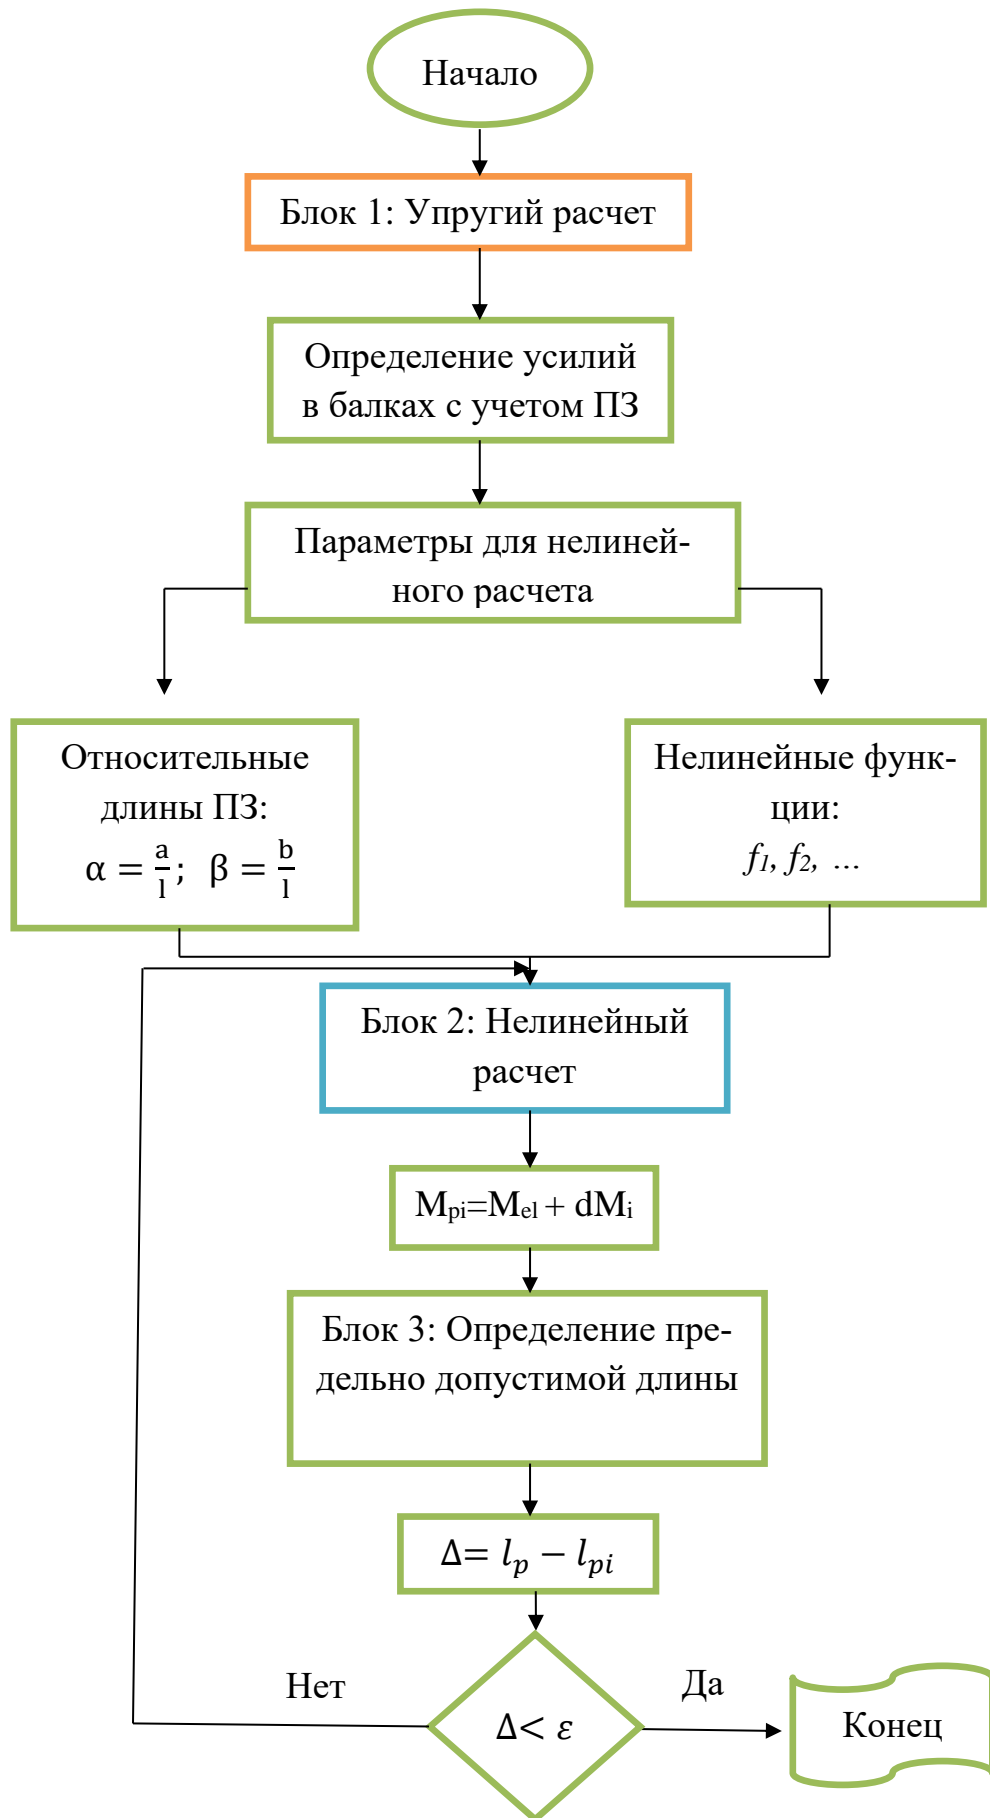 Начало
Блок 1: Упругий расчет
Определение усилий
в балках с учетом ПЗ
Параметры для нелиней-
ного расчета
Относительные
длины ПЗ:
α = a/l; β = b/l
Нелинейные функ-
ции:
f1, f2, ...
Блок 2: Нелинейный
расчет
Mpi=Mel + dMi
Блок 3: Определение пре-
дельно допустимой длины
Δ= lp − lpi
Нет
Δ< ε
Да
Конец